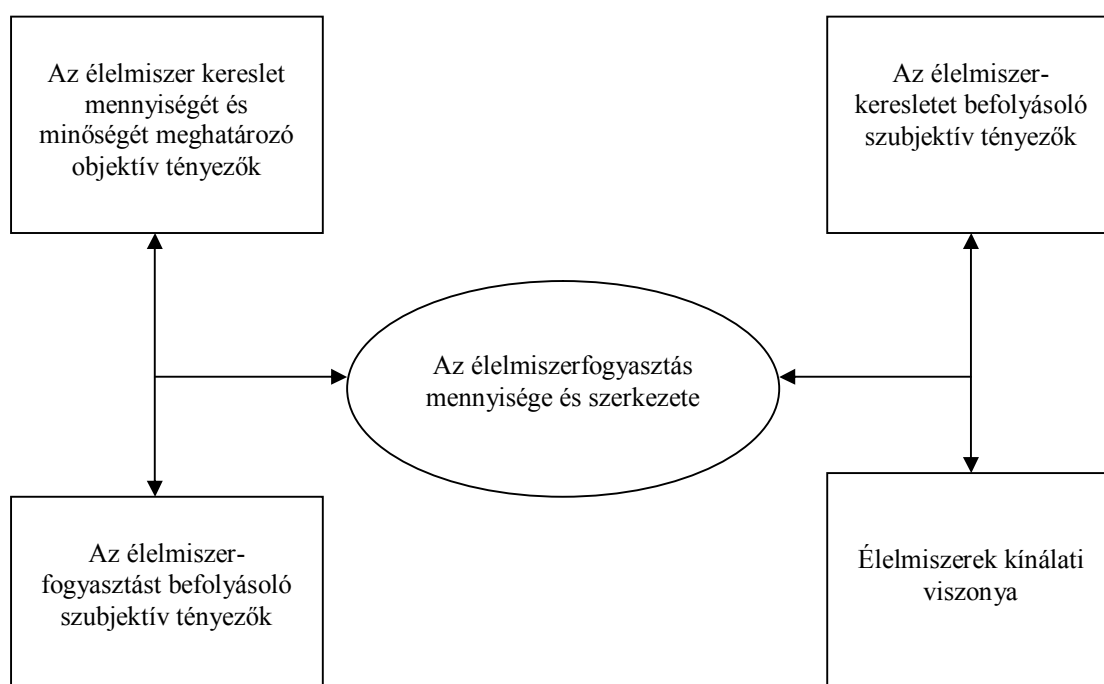 Az élelmiszer kereslet
mennyiségét és
minőségét meghatározó
objektív tényezők
Az élelmiszer-
keresletet befolyásoló
szubjektív tényezők
Az élelmiszerfogyasztás
mennyisége és szerkezete
Az élelmiszer-
fogyasztást befolyásoló
szubjektív tényezők
Élelmiszerek kínálati
viszonya